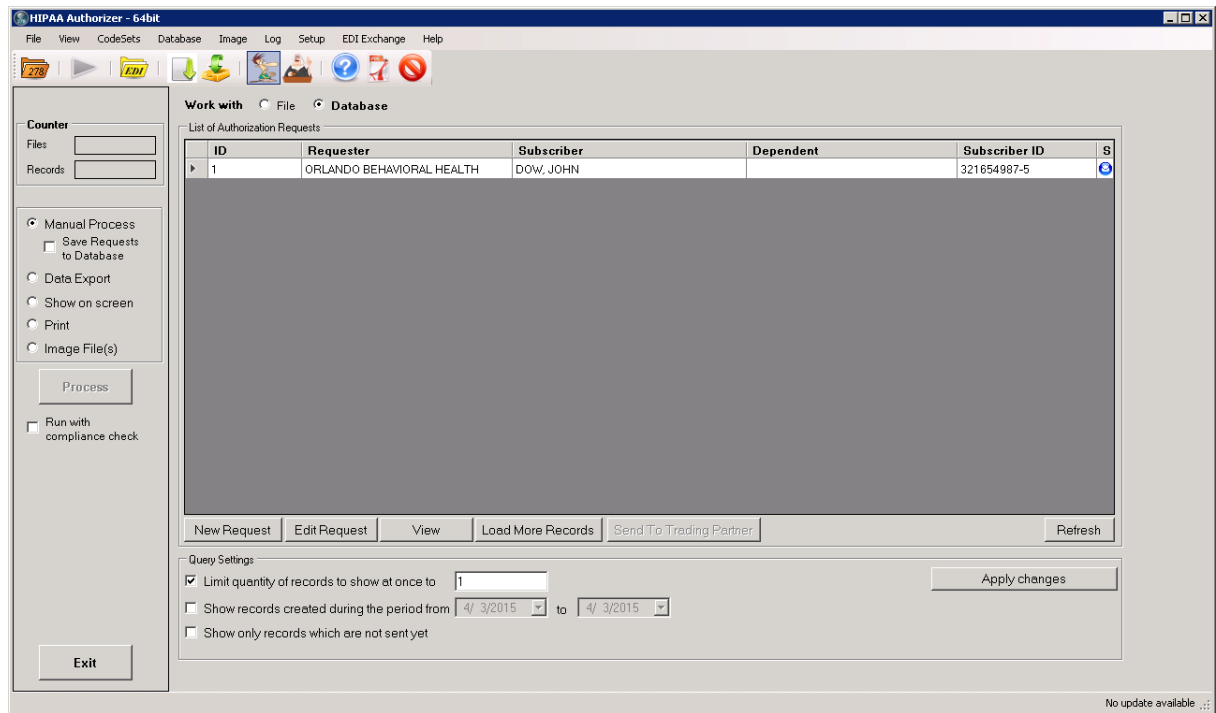 HIPAA Authorizer - 64bit
File View CodeSets Database Image Log Setup EDI Exchange Help
278 EDI ?
Work with File Database
Counter
Files
Records
Manual Process
Save Requests
to Database
Data Export
Show on screen
Print
Image File(s)
Process
Run with
compliance check
Exit
List of Authorization Requests
ID Requester Subscriber Dependent Subscriber ID S
1 ORLANDO BEHAVIORAL HEALTH DOW, JOHN 321654987-5
New Request Edit Request View Load More Records Send To Trading Partner Refresh
Query Settings
Limit quantity of records to show at once to 1 Apply changes
Show records created during the period from 4/ 3/2015 to 4/ 3/2015
Show only records which are not sent yet
No update available